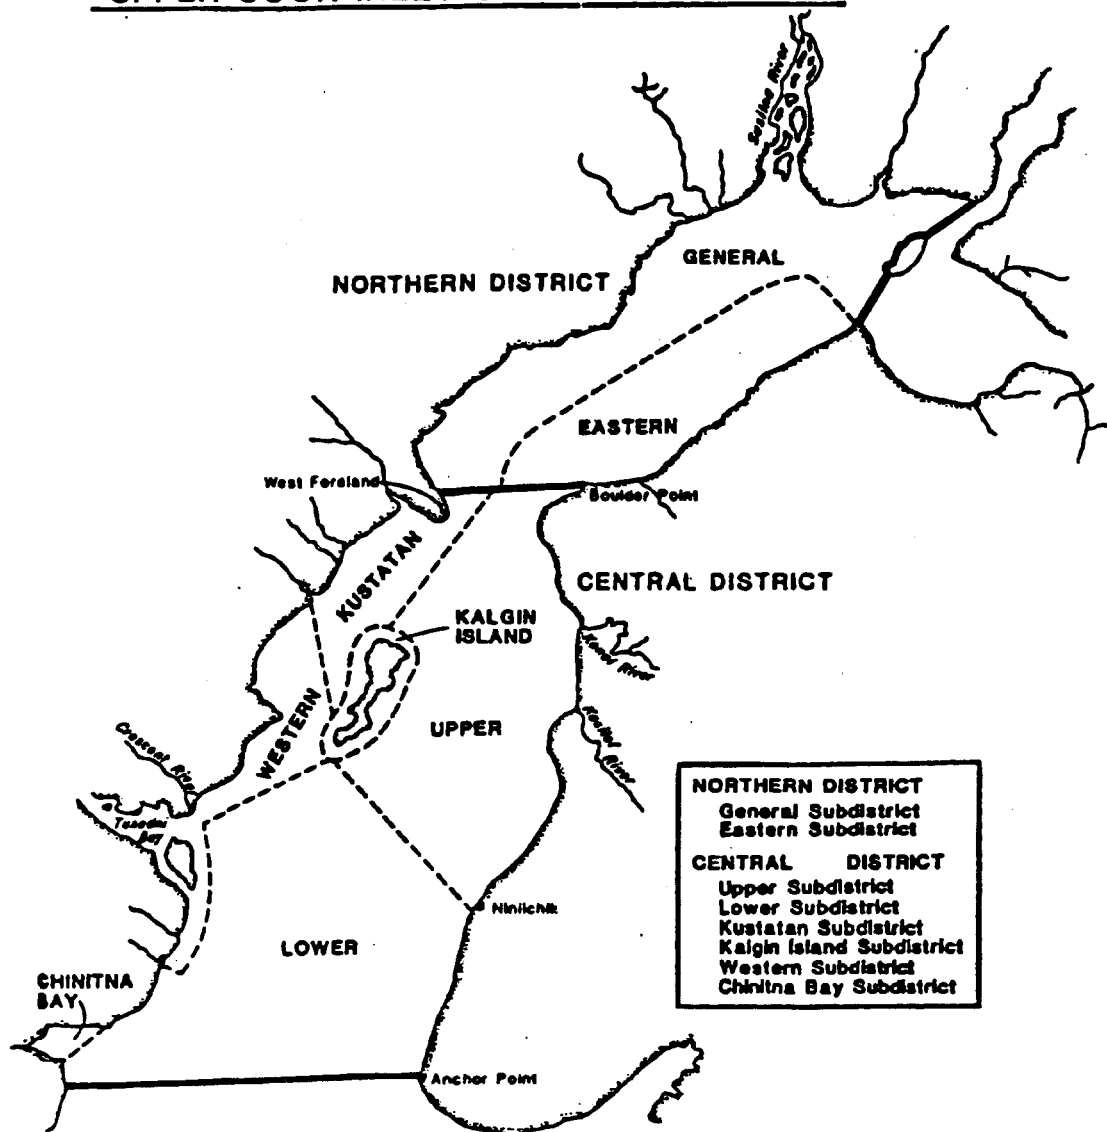 Susitna River
GENERAL
NORTHERN DISTRICT
EASTERN
West Foreland
Boulder Point
KUSTATAN
CENTRAL DISTRICT
KALGIN
ISLAND
Kenai River
WESTERN
UPPER
Kasilof
River
Crescent River
Tuxedni
Bay
NORTHERN DISTRICT
General Subdistrict
Eastern Subdistrict
CENTRAL DISTRICT
Upper Subdistrict
Lower Subdistrict
Kustatan Subdistrict
Kalgin Island Subdistrict
Western Subdistrict
Chinitna Bay Subdistrict
Ninilchik
LOWER
CHINITNA
BAY
Anchor Point